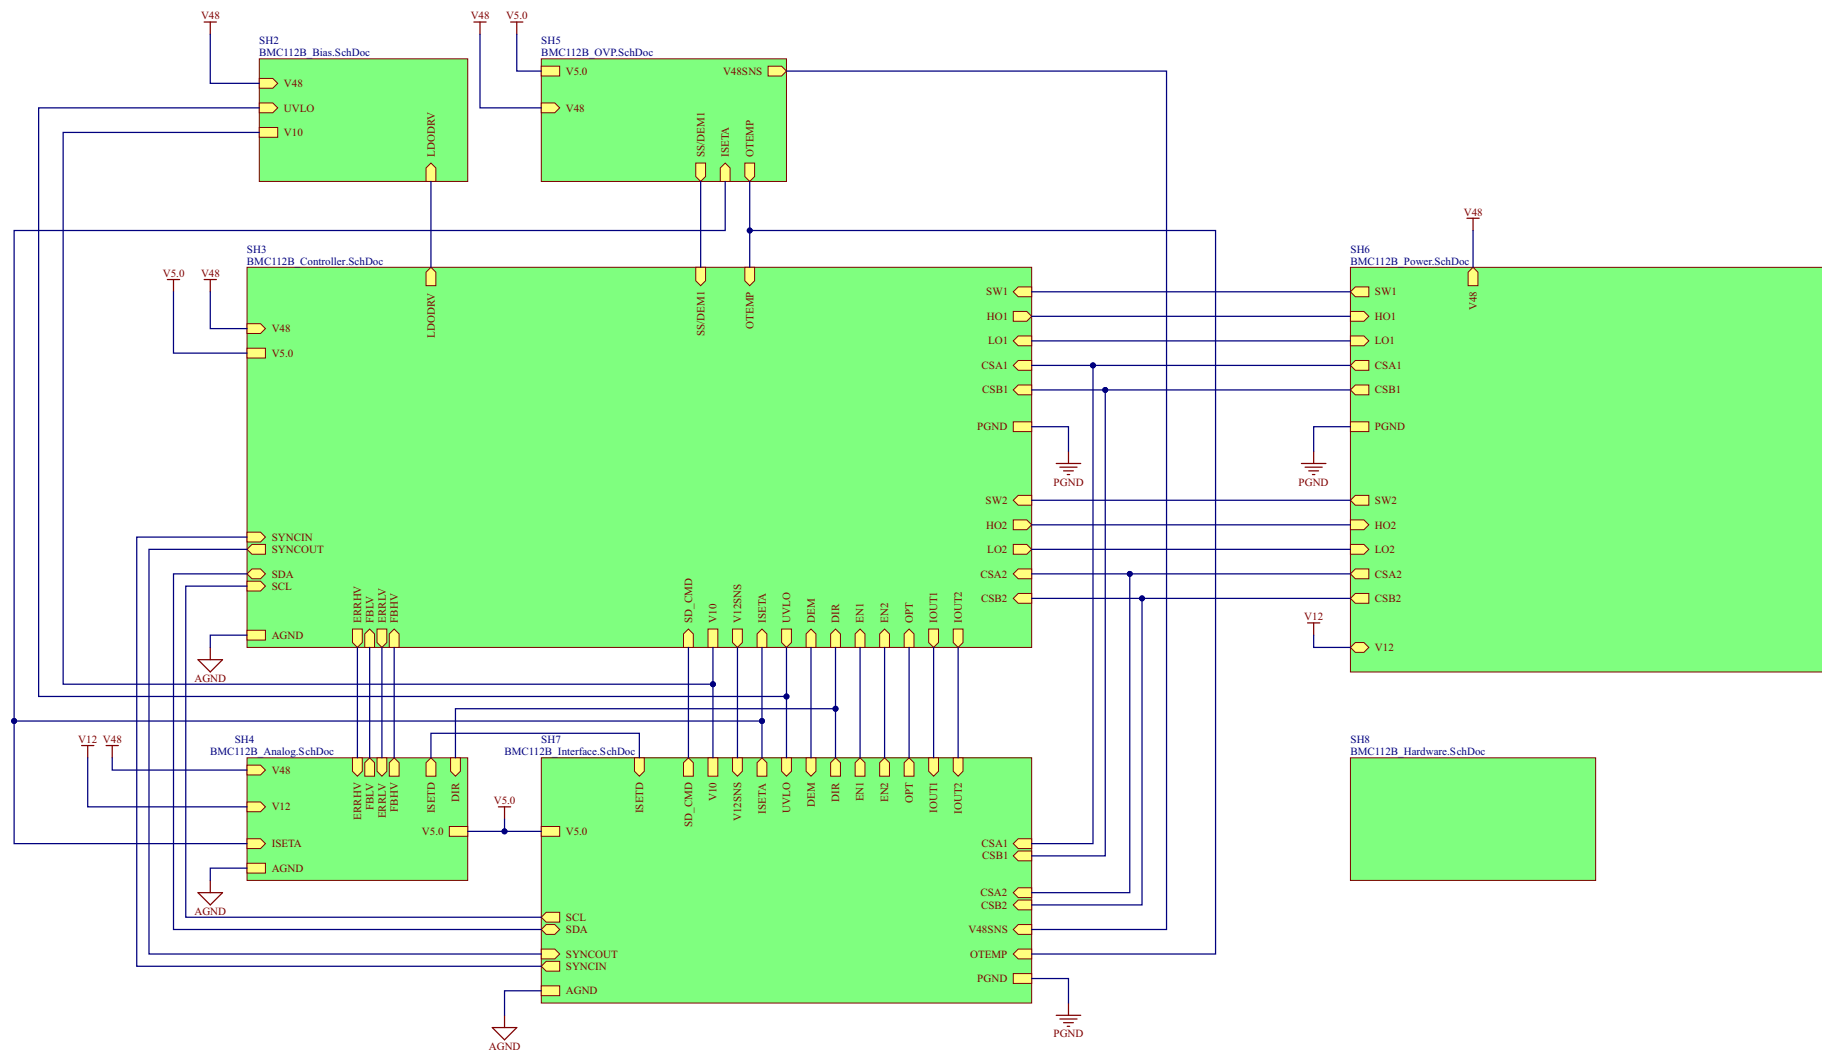 V48
V48
V5.0
SH2
BMC112B_Bias.SchDoc
V48
UVLO
V10
LDODRV
SH5
BMC112B_OVP.SchDoc
V5.0
V48
V48SNS
SS/DEM1
ISETA
OTEMP
SH3
BMC112B_Controller.SchDoc
V5.0
V48
V48
V5.0
LDODRV
SS/DEM1
OTEMP
SW1
HO1
LO1
CSA1
CSB1
PGND
PGND
SW2
HO2
LO2
CSA2
CSB2
SYNCIN
SYNCOUT
SDA
SCL
AGND
AGND
ERRHV
FBLV
ERRLV
FBHV
SD_CMD
V10
V12SNS
ISETA
UVLO
DEM
DIR
EN1
EN2
OPT
IOUT1
IOUT2
V48
SH6
BMC112B_Power.SchDoc
V48
SW1
HO1
LO1
CSA1
CSB1
PGND
PGND
SW2
HO2
LO2
CSA2
CSB2
V12
V12
V12
V48
SH4
BMC112B_Analog.SchDoc
V48
V12
ISETA
AGND
AGND
ERRHV
FBLV
ERRLV
FBHV
ISETD
DIR
V5.0
V5.0
SH7
BMC112B_Interface.SchDoc
V5.0
ISETD
SD_CMD
V10
V12SNS
ISETA
UVLO
DEM
DIR
EN1
EN2
OPT
IOUT1
IOUT2
CSA1
CSB1
CSA2
CSB2
V48SNS
OTEMP
PGND
PGND
SCL
SDA
SYNCOUT
SYNCIN
AGND
AGND
SH8
BMC112B_Hardware.SchDoc